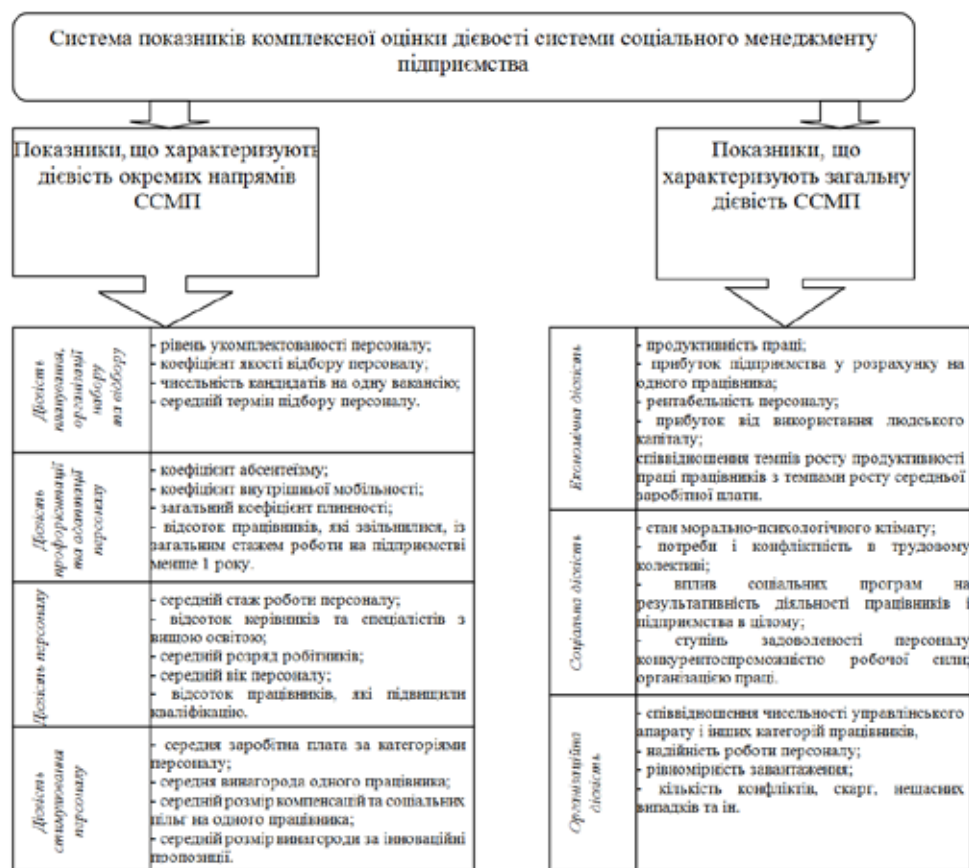 Система показників комплексної оцінки дієвості системи соціального менеджменту
підприємства
Показники, що характеризують
дієвість окремих напрямів
ССМП
Показники, що
характеризують загальну
дієвість ССМП
Дієвість
планування,
організації
набору
та відбору
- рівень укомплектованості персоналу;
- коефіцієнт якості відбору персоналу;
- чисельність кандидатів на одну вакансію;
- середній термін підбору персоналу.
Дієвість
профорієнтації
та адаптації
персоналу
- коефіцієнт абсентеїзму;
- коефіцієнт внутрішньої мобільності;
- загальний коефіцієнт плинності;
- відсоток працівників, які звільнилися, із
загальним стажем роботи на підприємстві
менше 1 року.
Дієвість персоналу
- середній стаж роботи персоналу;
- відсоток керівників та спеціалістів з
вищою освітою;
- середній розряд робітників;
- середній вік персоналу;
- відсоток працівників, які підвищили
кваліфікацію.
Дієвість
стимулювання
персоналу
- середня заробітна плата за категоріями
персоналу;
- середня винагорода одного працівника;
- середній розмір компенсацій та соціальних
пільг на одного працівника;
- середній розмір винагороди за інноваційні
пропозиції.
Економічна дієвість
- продуктивність праці;
- прибуток підприємства у розрахунку на
одного працівника;
- рентабельність персоналу;
- прибуток від використання людського
капіталу;
співвідношення темпів росту продуктивності
праці працівників з темпами росту середньої
заробітної плати.
Соціальна дієвість
- стан морально-психологічного клімату;
- потреби і конфліктність в трудовому
колективі;
- вплив соціальних програм на
результативність діяльності працівників і
підприємства в цілому;
- ступінь задоволеності персоналу
конкурентоспроможністю робочої сили;
організацією праці.
Організаційна
дієвість
- співвідношення чисельності управлінського
апарату і інших категорій працівників,
- надійність роботи персоналу;
- рівномірність завантаження;
- кількість конфліктів, скарг, нещасних
випадків та ін.